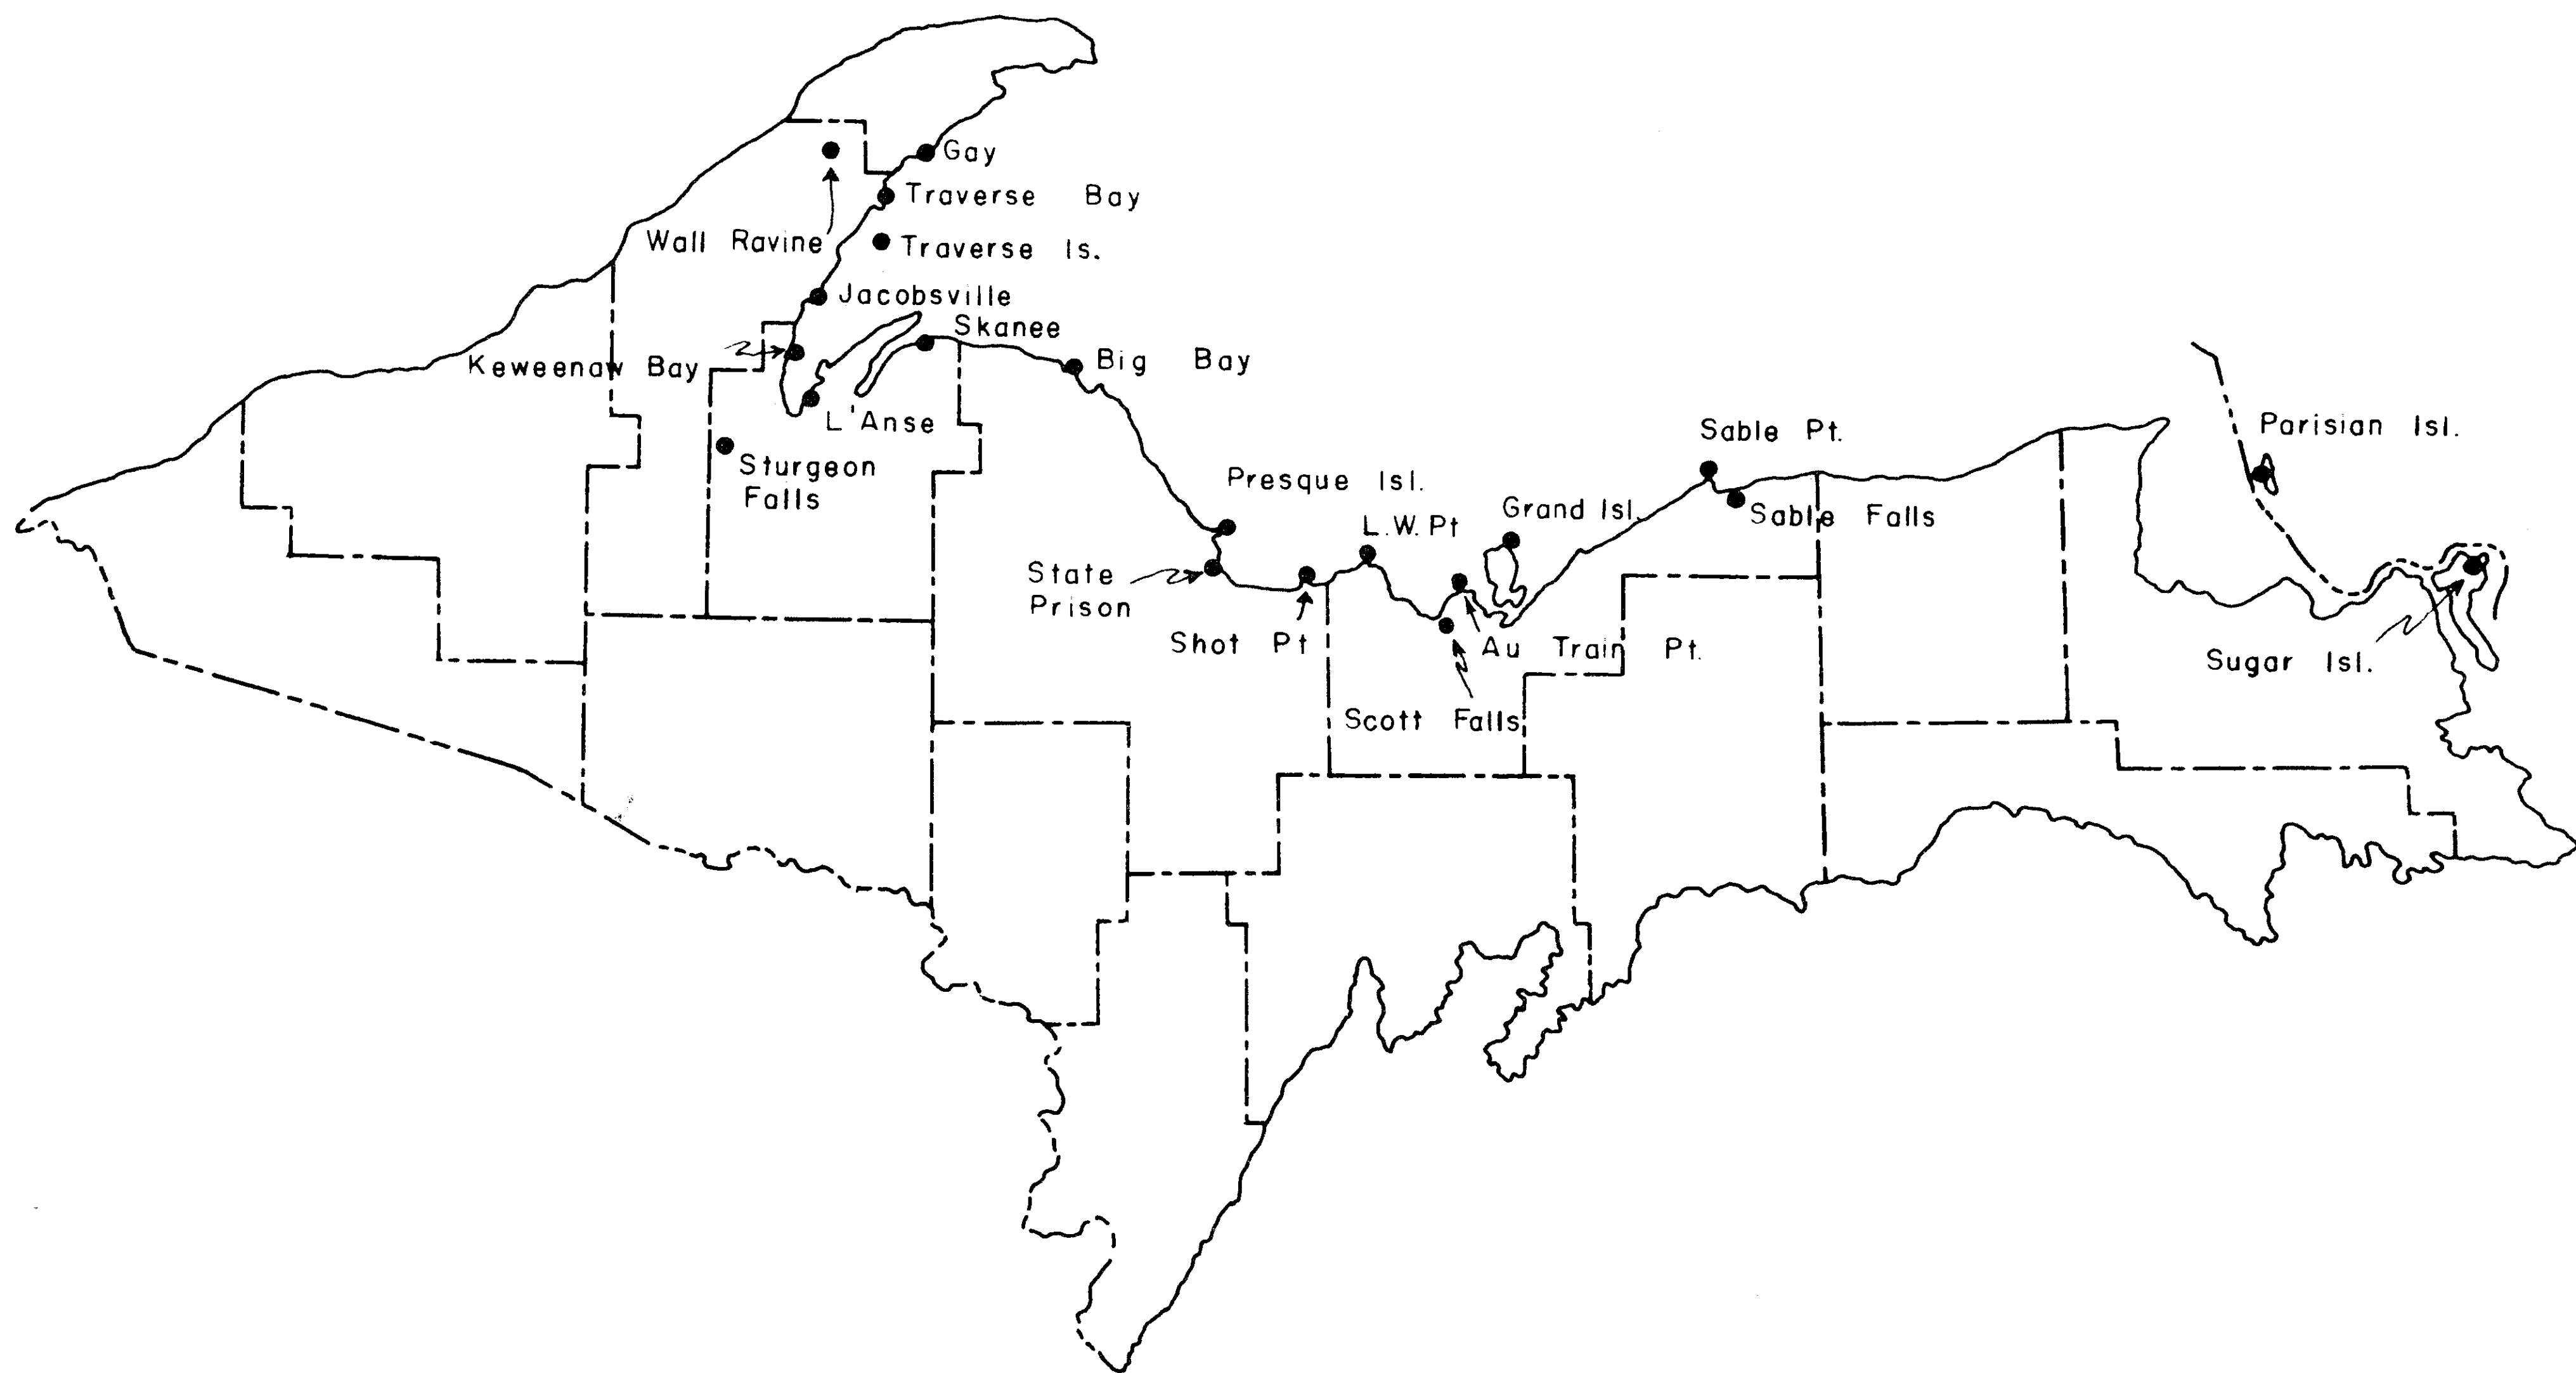 Gay
Traverse Bay
Wall Ravine
Traverse Is.
Jacobsville
Skanee
Keweenaw Bay
Big Bay
L'Anse
Sturgeon
Falls
Presque Isl.
L.W.Pt
Grand Isl.
Sable Pt.
Sable Falls
Parisian Isl.
State
Prison
Shot Pt
Au Train Pt.
Scott Falls
Sugar Isl.